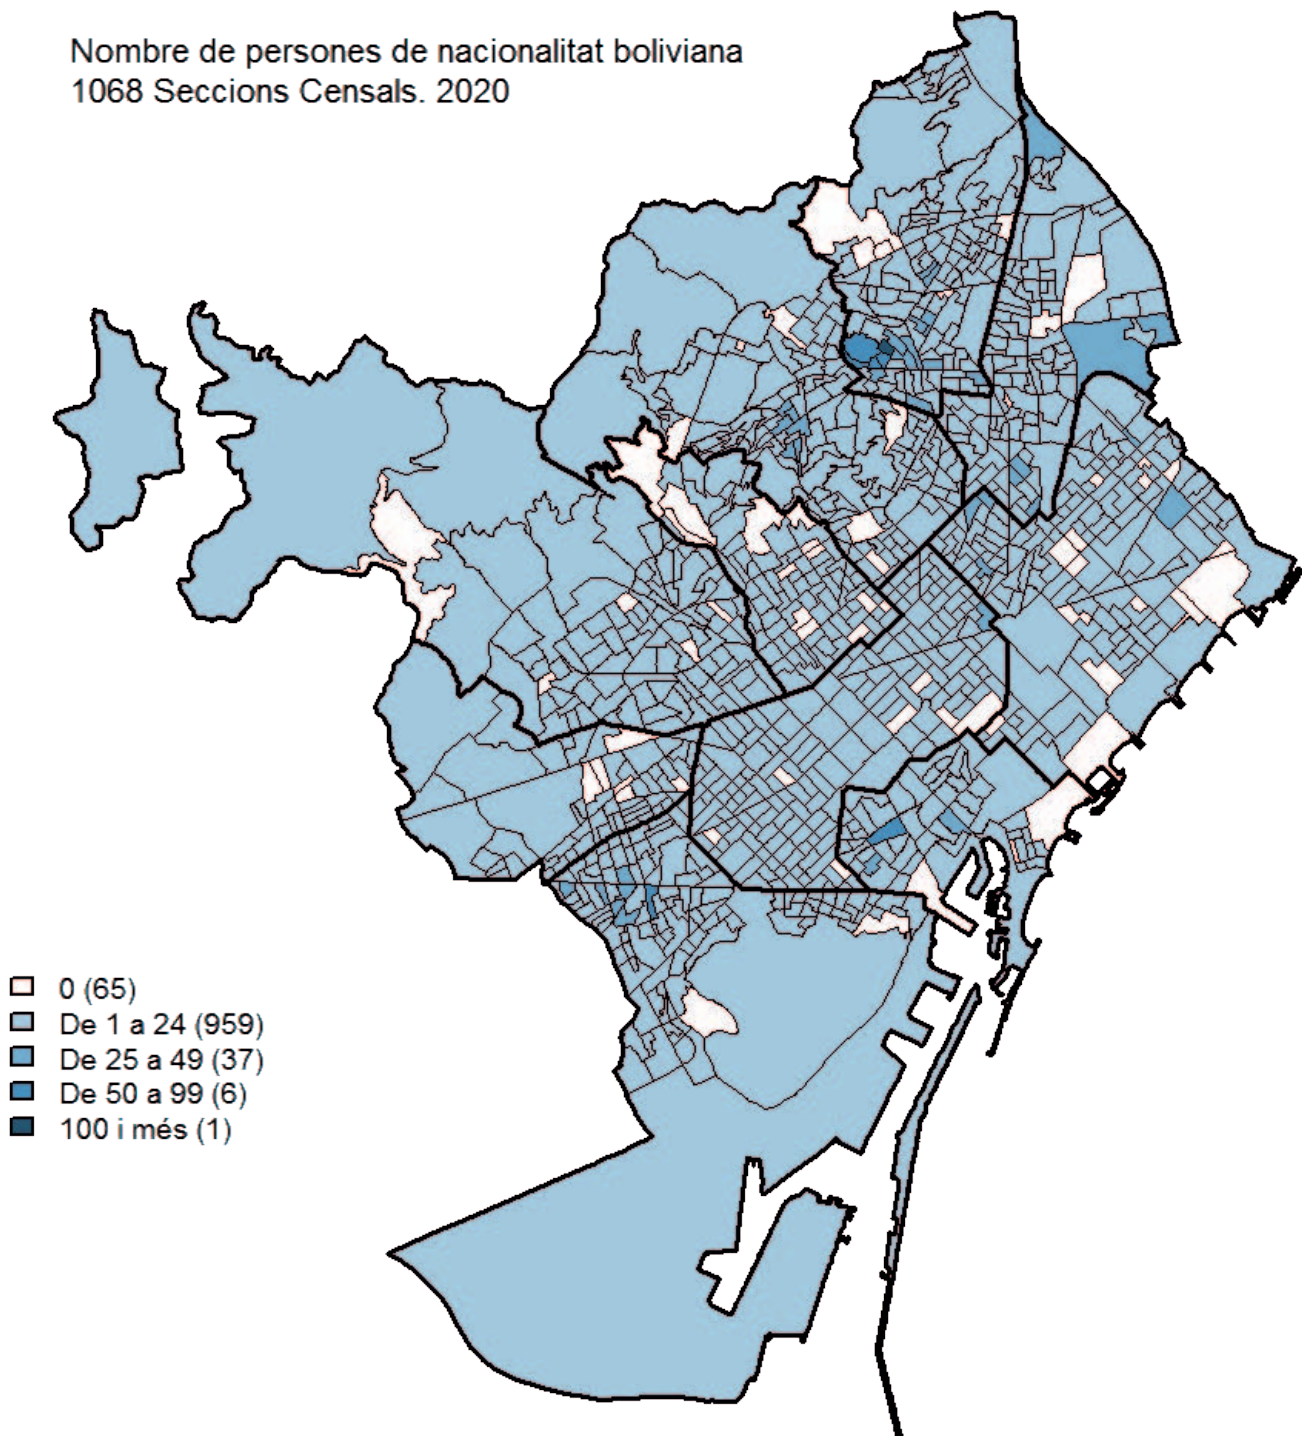 Nombre de persones de nacionalitat boliviana
1068 Seccions Censals. 2020
0 (65)
De 1 a 24 (959)
De 25 a 49 (37)
De 50 a 99 (6)
100 i més (1)